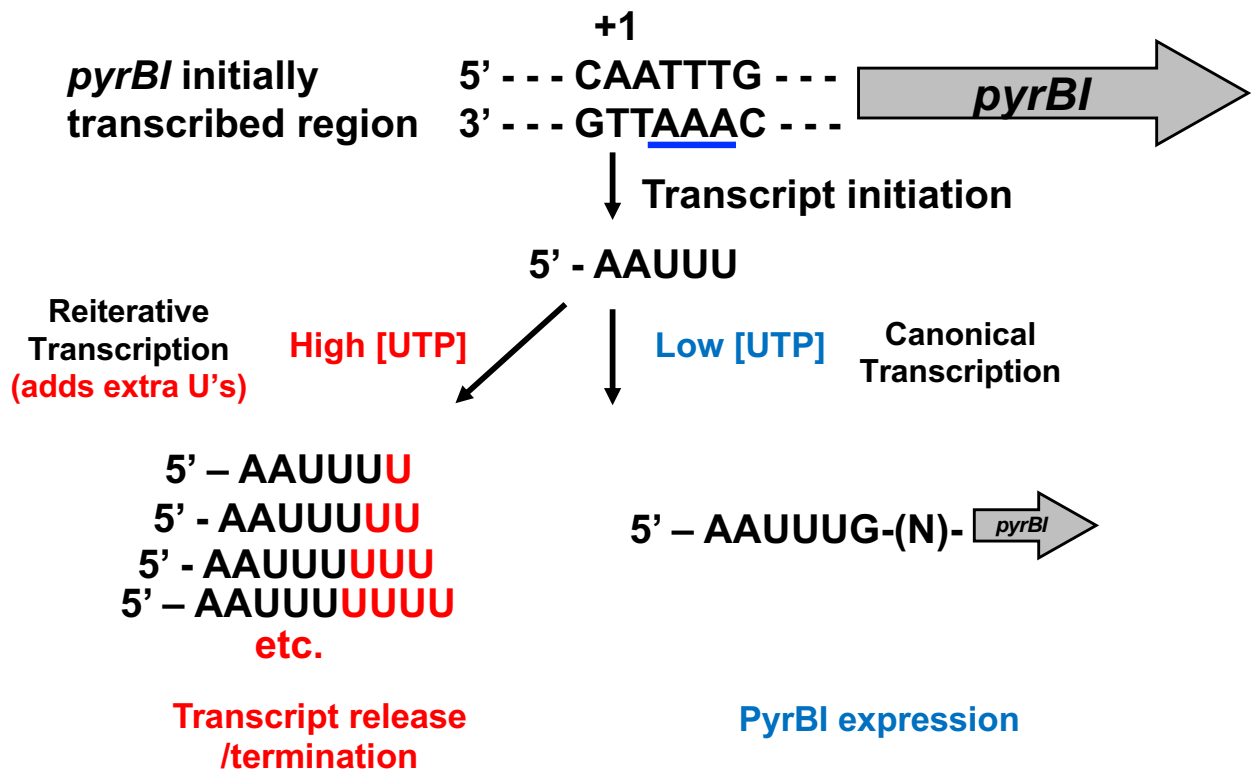 +1
pyrBI initially
transcribed region
5’ - - - CAATTTG - - -
3’ - - - GTTAAAC - - -
pyrBI
Transcript initiation
5’ - AAUUU
Reiterative
Transcription
(adds extra U’s)
High [UTP]
Low [UTP]
Canonical
Transcription
5’ – AAUUUU
5’ - AAUUUUU
5’ - AAUUUUUU
5’ – AAUUUUUUU
etc.
5’ – AAUUUG-(N)- pyrBI
Transcript release
/termination
PyrBI expression